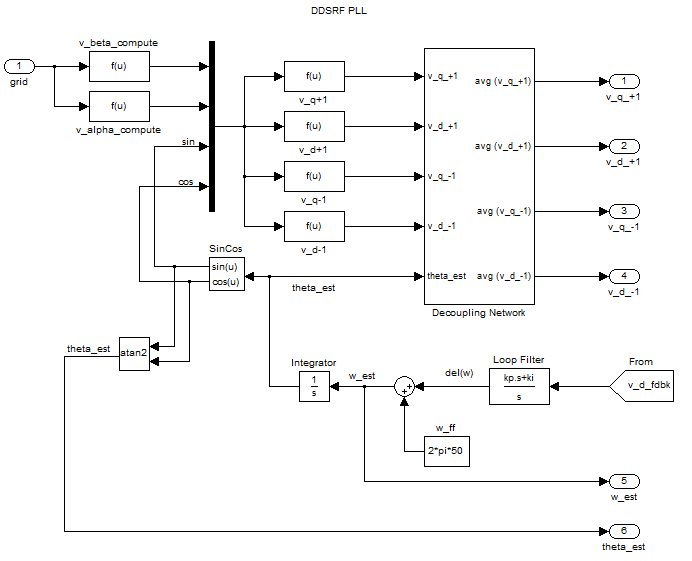 DDSRF PLL
v_beta_compute
1
f(u)
grid
f(u)
v_alpha_compute
sin
cos
f(u)
v_q+1
f(u)
v_d+1
f(u)
v_q-1
f(u)
v_d-1
v_q_+1
avg (v_q_+1)
v_d_+1
avg (v_d_+1)
v_q_-1
avg (v_q_-1)
v_d_-1
theta_est
avg (v_d_-1)
Decoupling Network
1
v_q_+1
2
v_d_+1
3
v_q_-1
4
v_d_-1
SinCos
sin(u)
cos(u)
theta_est
theta_est
atan2
Integrator
1
s
w_est
+
+
del(w)
Loop Filter
kp.s+ki
s
From
v_d_fdbk
w_ff
2*pi*50
5
w_est
6
theta_est